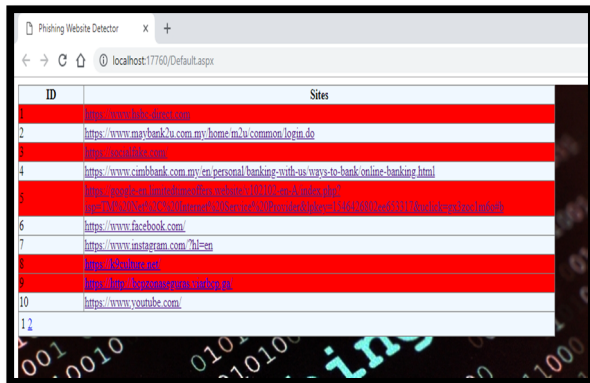 Phishing Website Detector
localhost:17760/Default.aspx
ID Sites
1 https://www.hsbc-direct.com
2 https://www.maybank2u.com.my/home/m2u/common/login.do
3 https://socialfake.com/
4 https://www.cimbbank.com.my/en/personal/banking-with-us/ways-to-bank/online-banking.html
5
6 https://www.facebook.com/
7 https://www.instagram.com/?hl=en
8 https://k9culture.net
9
10 https://www.youtube.com/
1 2